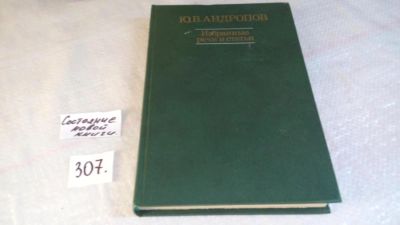 Ю.В.АНДРОПОВ
Избранные
речи и статьи
Состояние
новой
книги.
307.